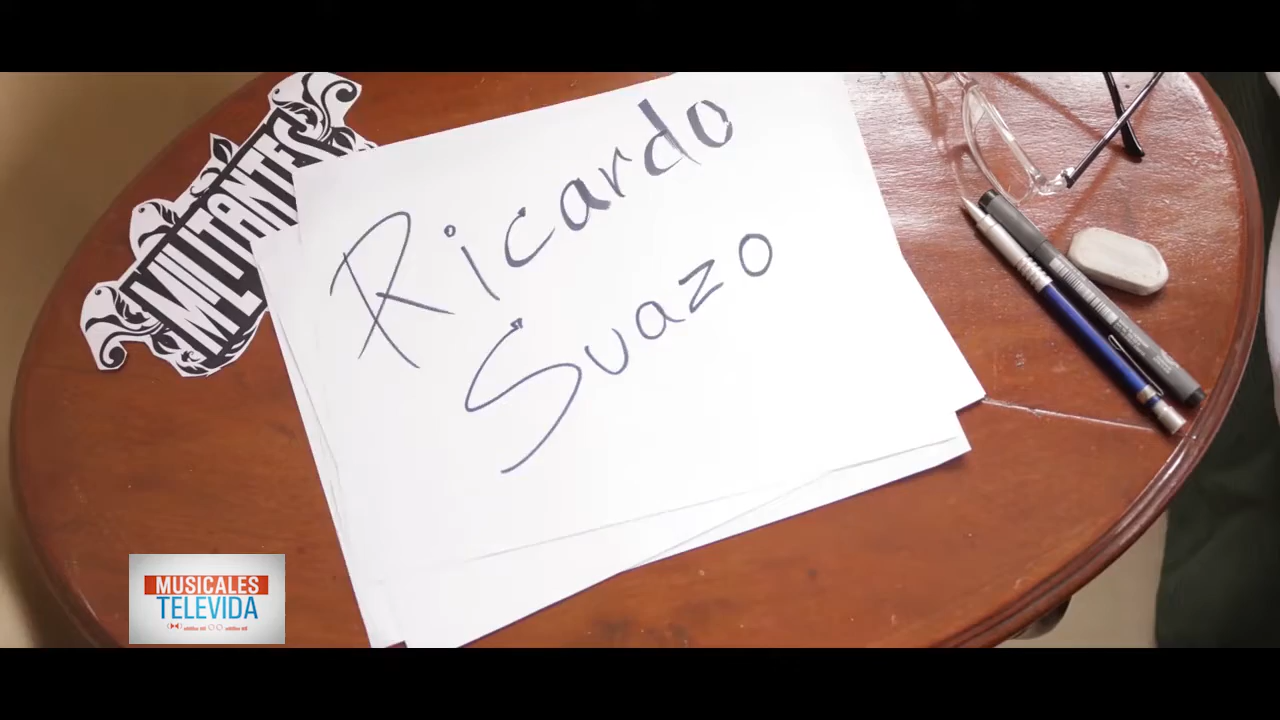 MILITANTES
Ricardo
Suazo
MUSICALES
TELEVIDA